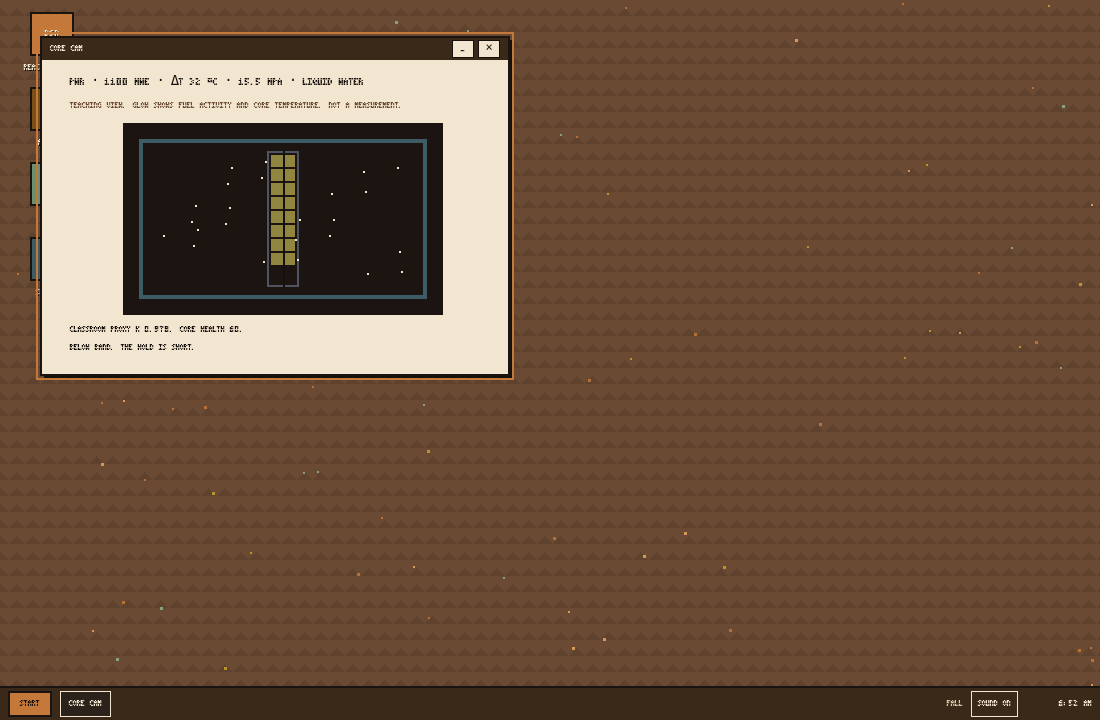 CORE CAM
PWR · 1100 MWE · ΔT 32 ºC · 15.5 MPA · LIQUID WATER
TEACHING VIEW. GLOW SHOWS FUEL ACTIVITY AND CORE TEMPERATURE. NOT A MEASUREMENT.
CLASSROOM PROXY K 0.978. CORE HEALTH 68.
BELOW BAND. THE HOLD IS SHORT.
START
CORE CAM
FALL
SOUND ON
6:52 AM